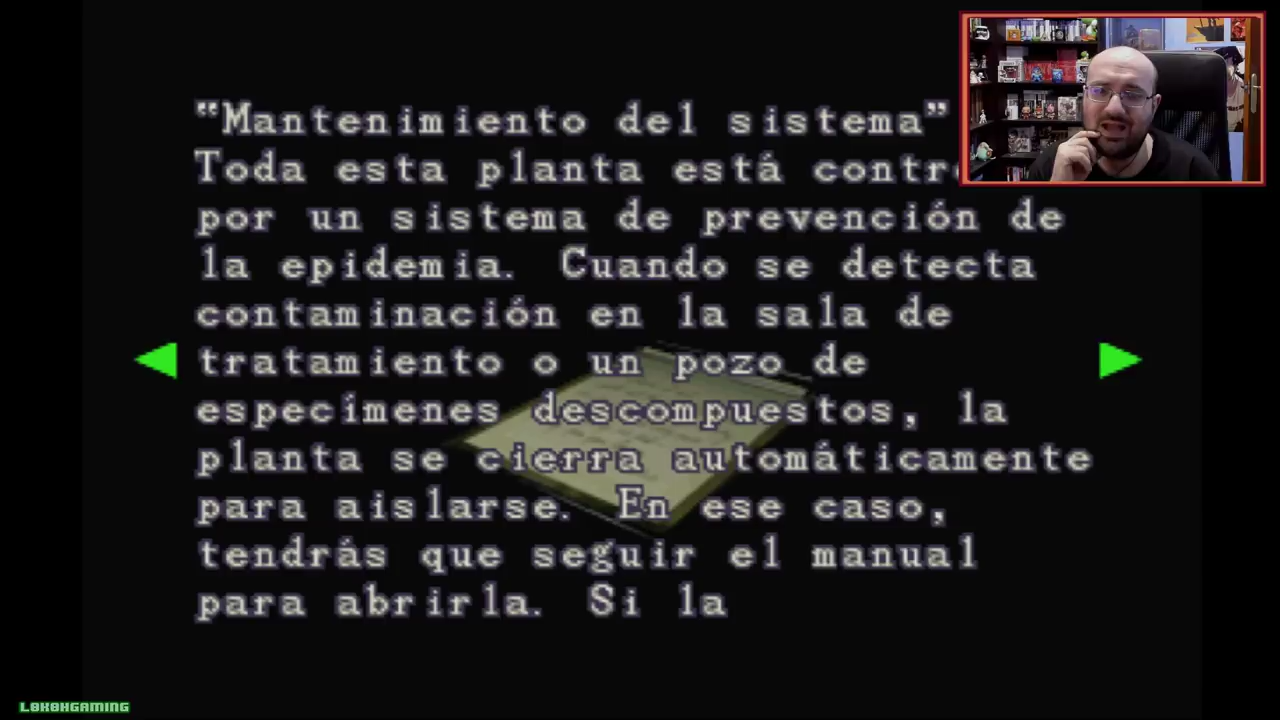 “Mantenimiento del sistema”
Toda esta planta está
por un sistema de prevención de
la epidemia. Cuando se detecta
contaminación en la sala de
tratamiento o un pozo de
especímenes descompuestos, la
planta se cierra automáticamente
para aislarse. En ese caso,
tendrás que seguir el manual
para abrirla. Si la
L0K0XGAMING